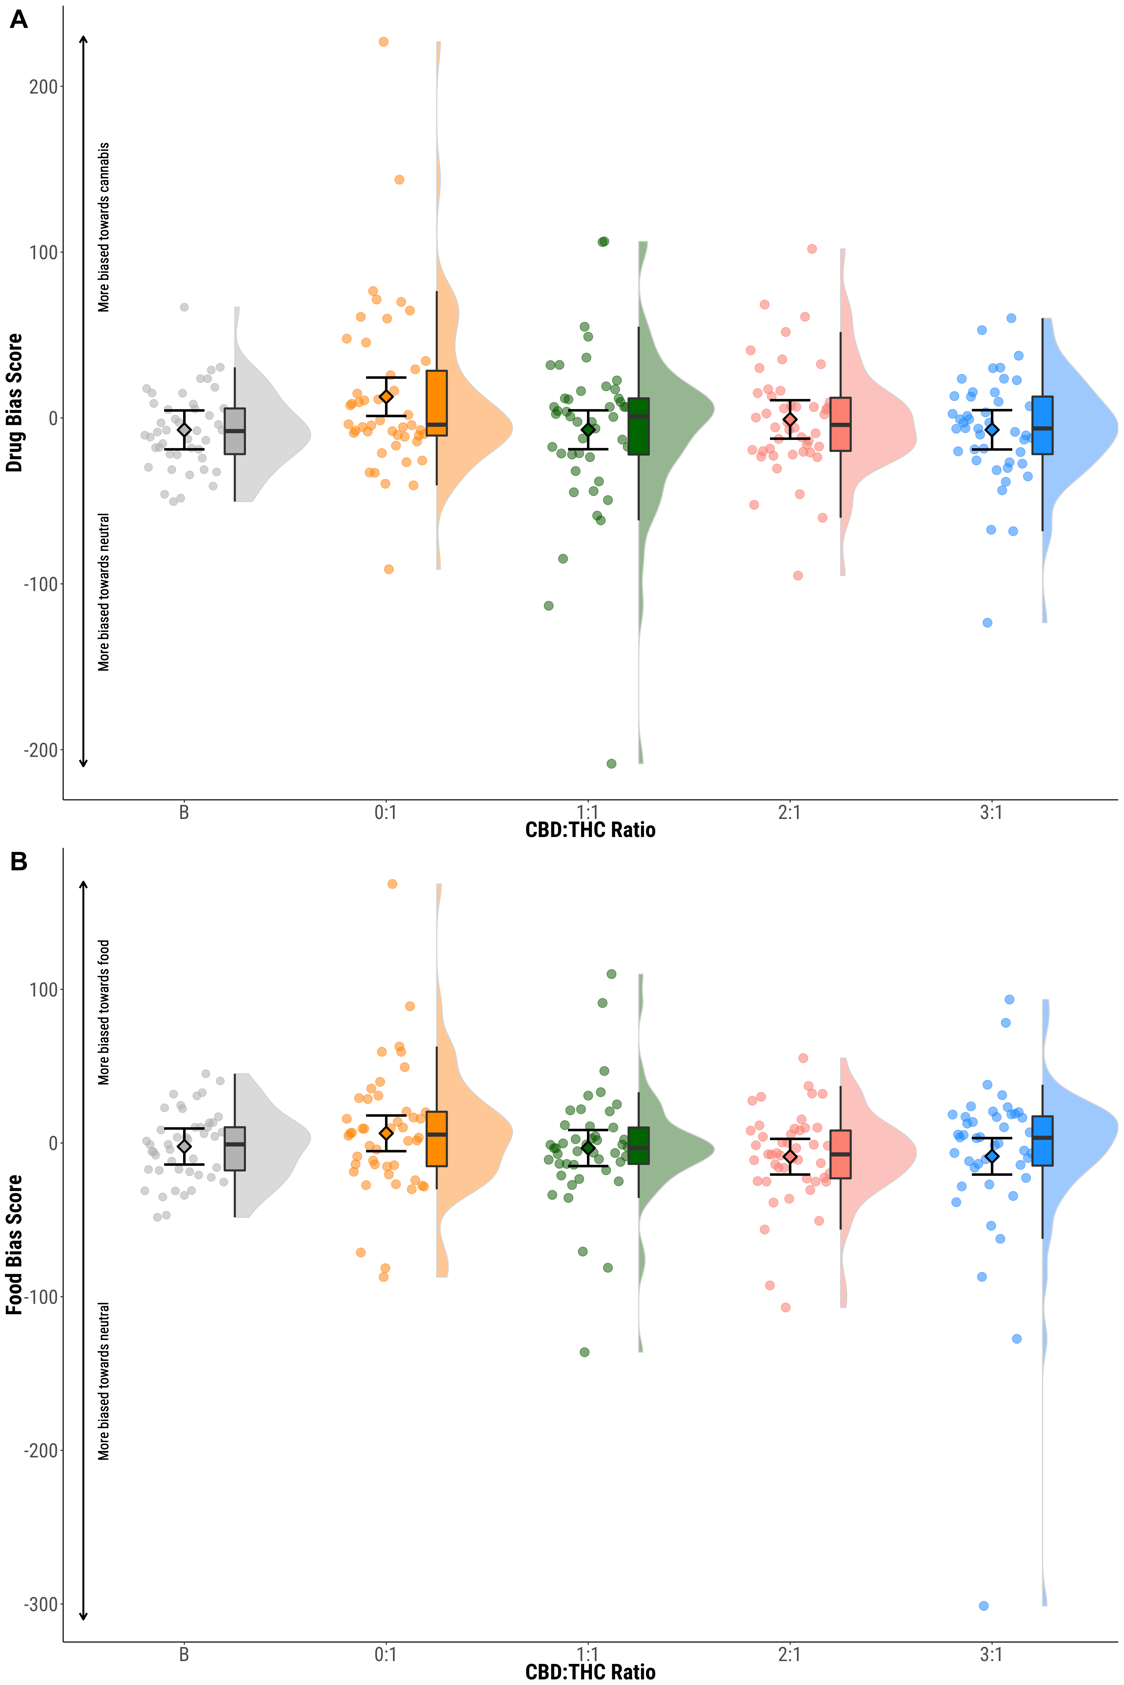 A
200
100
0
-100
-200
Drug Bias Score
More biased towards cannabis
More biased towards neutral
B
0:1
1:1
2:1
3:1
CBD:THC Ratio
B
100
0
-100
-200
-300
Food Bias Score
More biased towards food
More biased towards neutral
B
0:1
1:1
2:1
3:1
CBD:THC Ratio